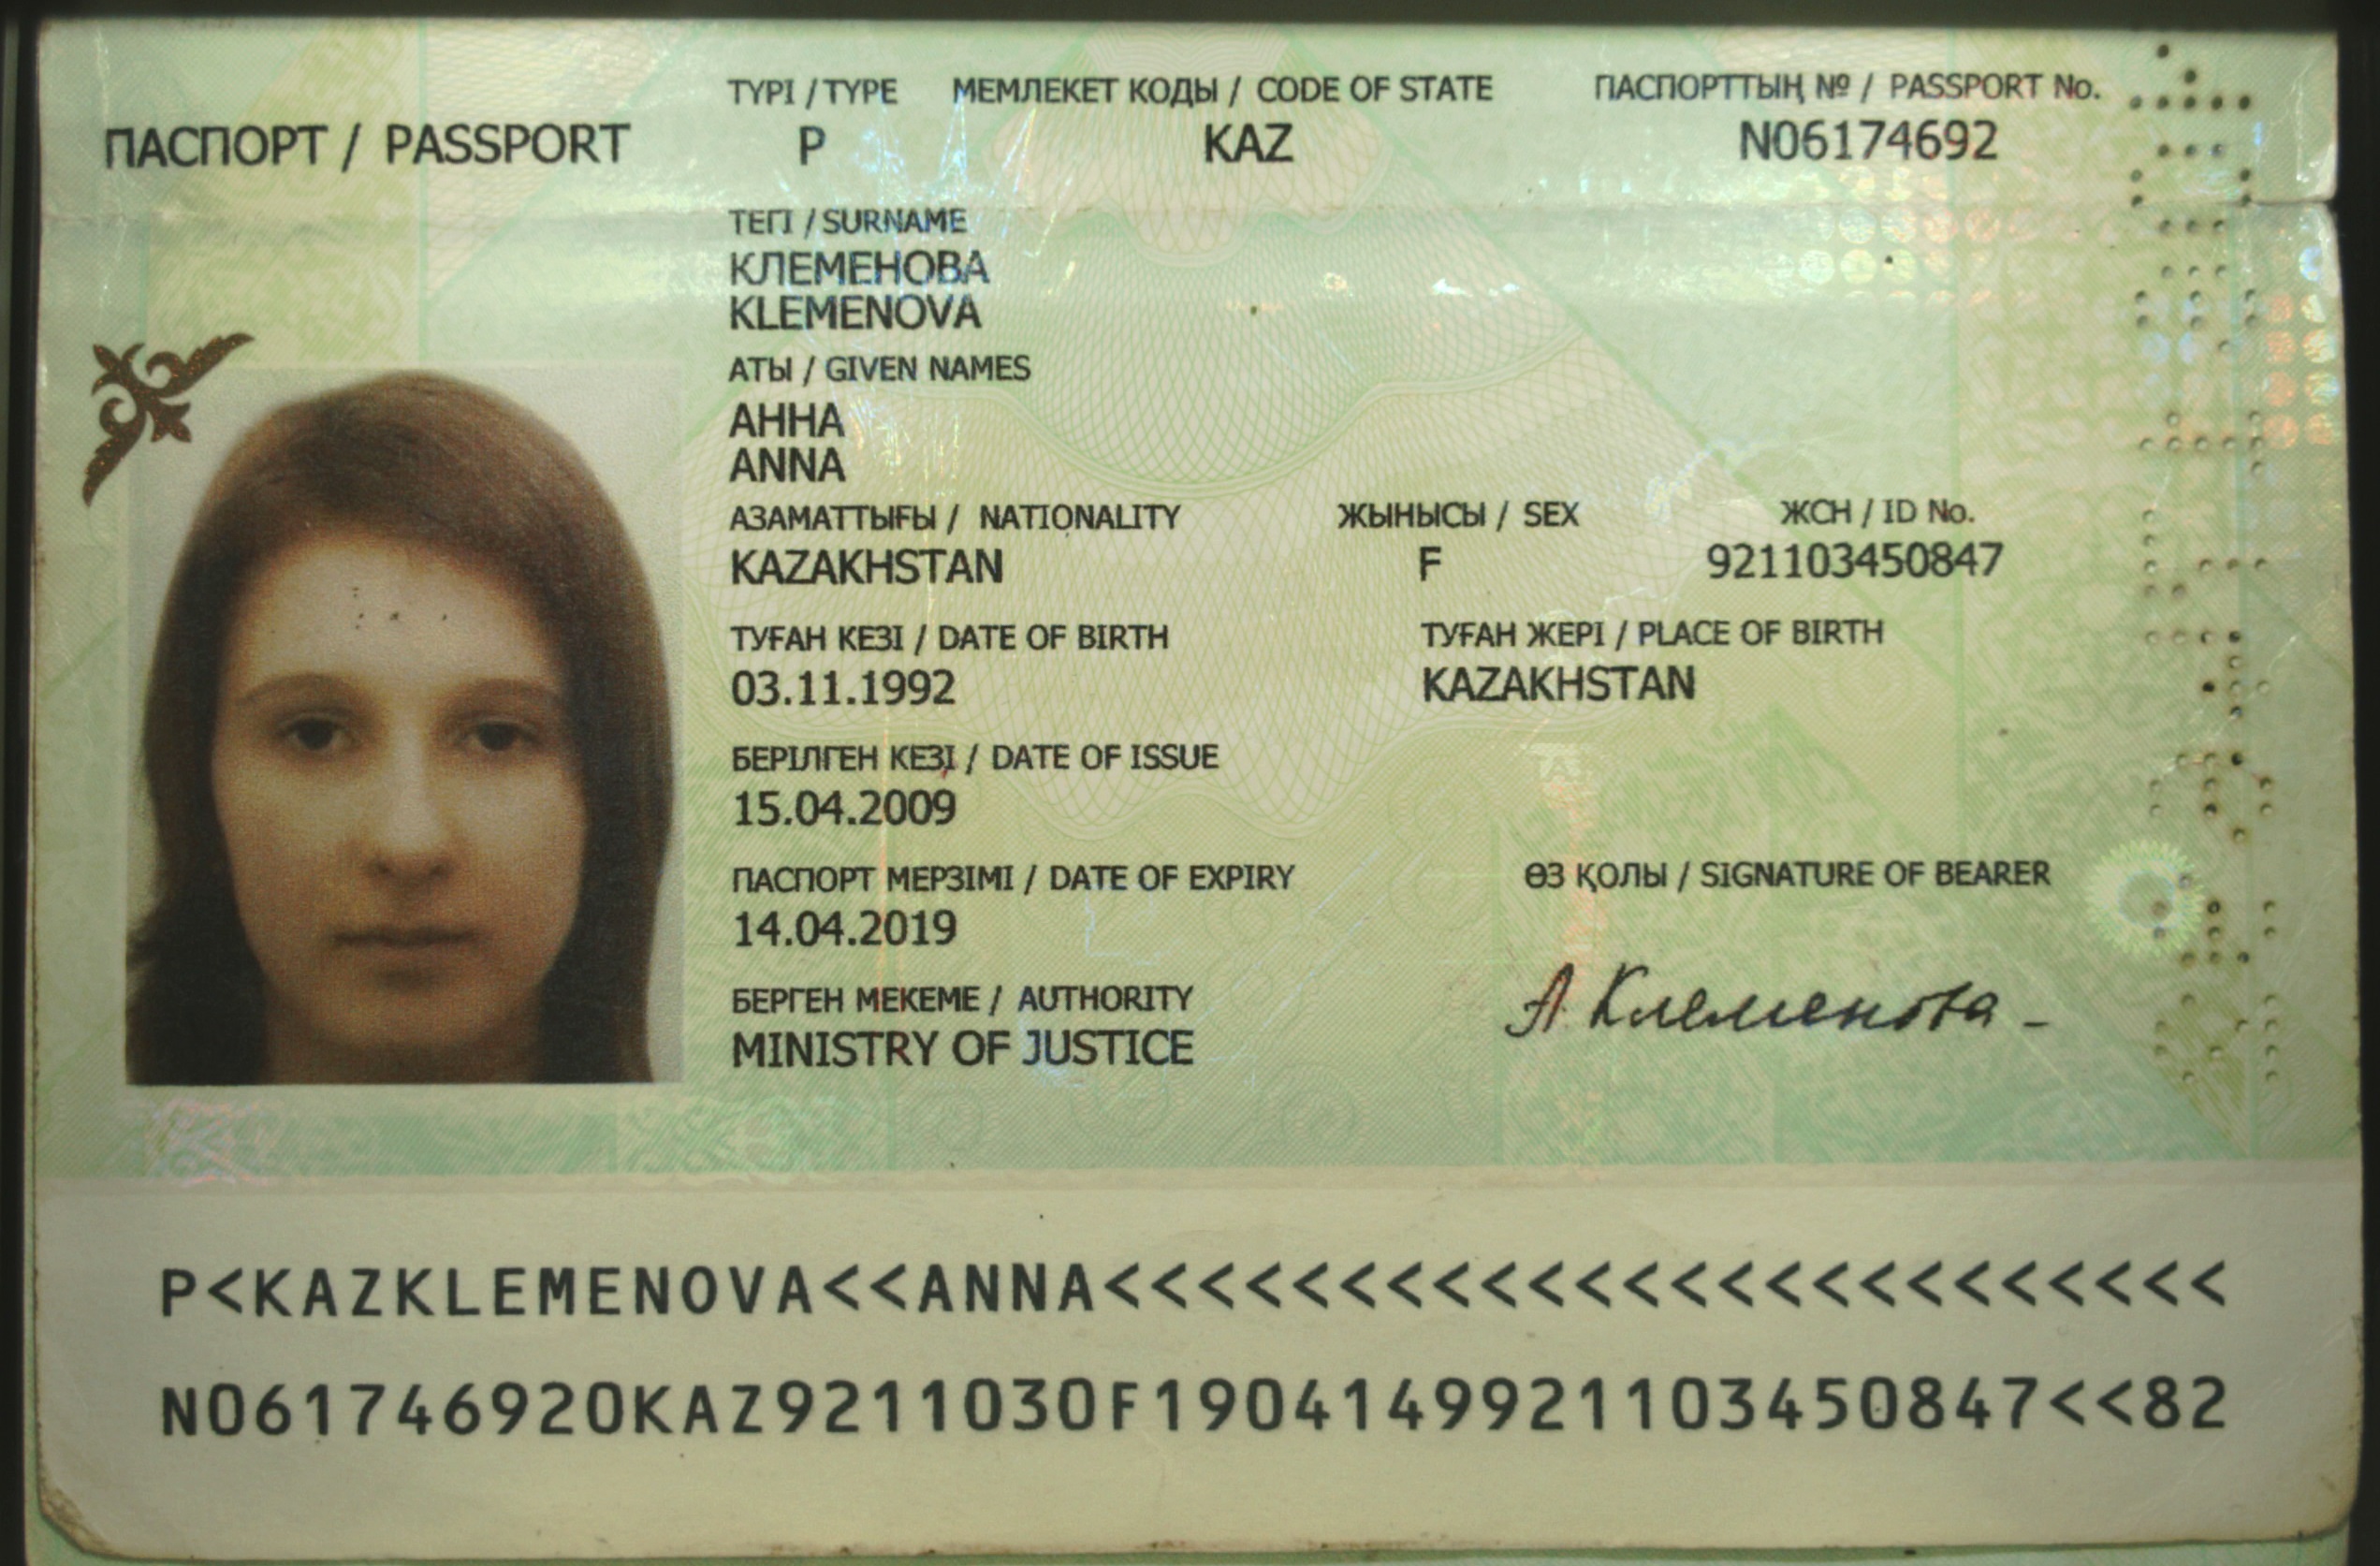 ПАСПОРТ / PASSPORT
ТҮРІ / TYPE
P
МЕМЛЕКЕТ КОДЫ / CODE OF STATE
KAZ
ПАСПОРТТЫҢ № / PASSPORT No.
N06174692
ТЕГІ / SURNAME
КЛЕМЕНОВА
KLEMENOVA
АТЫ / GIVEN NAMES
АННА
ANNA
АЗАМАТТЫҒЫ / NATIONALITY
KAZAKHSTAN
ЖЫНЫСЫ / SEX
F
ЖСН / ID No.
921103450847
ТУҒАН КЕЗІ / DATE OF BIRTH
03.11.1992
ТУҒАН ЖЕРІ / PLACE OF BIRTH
KAZAKHSTAN
БЕРІЛГЕН КЕЗІ / DATE OF ISSUE
15.04.2009
ПАСПОРТ МЕРЗІМІ / DATE OF EXPIRY
14.04.2019
ӨЗ ҚОЛЫ / SIGNATURE OF BEARER
А Клеменова
БЕРГЕН МЕКЕМЕ / AUTHORITY
MINISTRY OF JUSTICE
P<KAZKLEMENOVA<<ANNA<<<<<<<<<<<<<<<<<<<<<<<<
N061746920KAZ9211030F1904149921103450847<<82